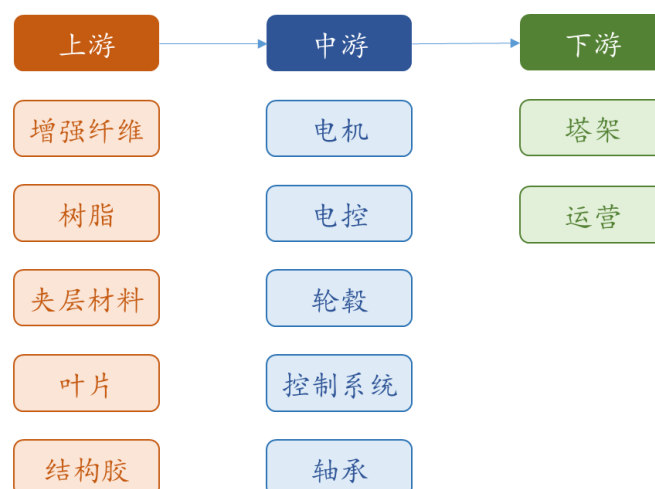 上游
中游
下游
增强纤维
电机
塔架
树脂
电控
运营
夹层材料
轮毂
叶片
控制系统
结构胶
轴承